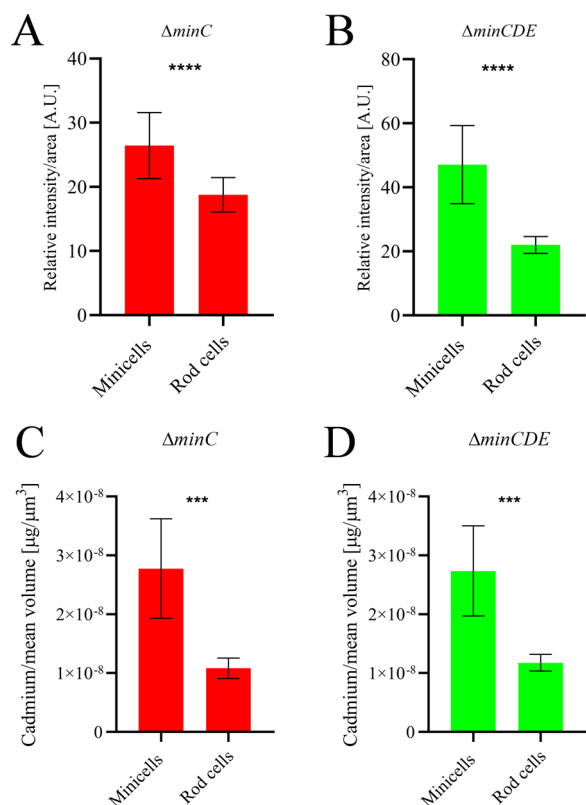 A
ΔminC
****
Relative intensity/area [A.U.]
40
30
20
10
0
Minicells
Rod cells
B
ΔminCDE
****
Relative intensity/area [A.U.]
80
60
40
20
0
Minicells
Rod cells
C
ΔminC
***
Cadmium/mean volume [µg/µm³]
4×10⁻⁸
3×10⁻⁸
2×10⁻⁸
1×10⁻⁸
0
Minicells
Rod cells
D
ΔminCDE
***
Cadmium/mean volume [µg/µm³]
4×10⁻⁸
3×10⁻⁸
2×10⁻⁸
1×10⁻⁸
0
Minicells
Rod cells